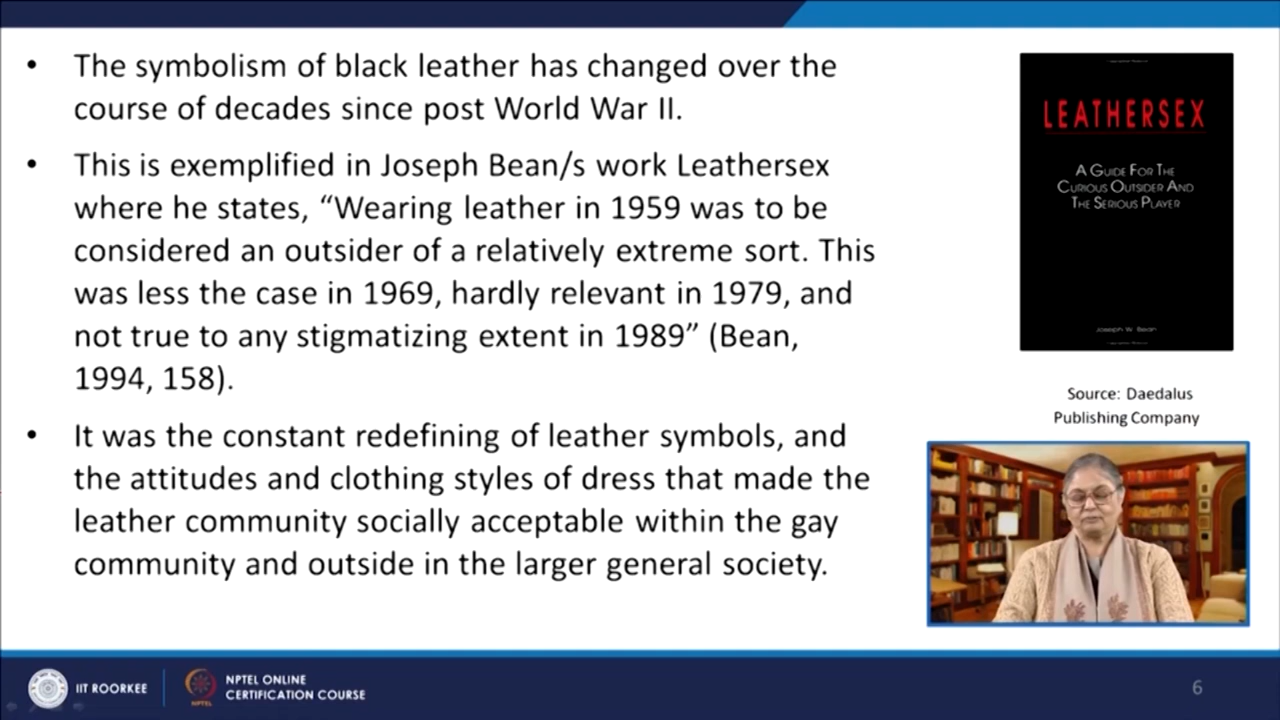 • The symbolism of black leather has changed over the
course of decades since post World War II.
• This is exemplified in Joseph Bean/s work Leathersex
where he states, “Wearing leather in 1959 was to be
considered an outsider of a relatively extreme sort. This
was less the case in 1969, hardly relevant in 1979, and
not true to any stigmatizing extent in 1989” (Bean,
1994, 158).
• It was the constant redefining of leather symbols, and
the attitudes and clothing styles of dress that made the
leather community socially acceptable within the gay
community and outside in the larger general society.
LEATHERSEX
A Guide For The
Curious Outsider And
The Serious Player
Joseph W. Bean
Source: Daedalus
Publishing Company
IIT ROORKEE
NPTEL
NPTEL ONLINE
CERTIFICATION COURSE
6